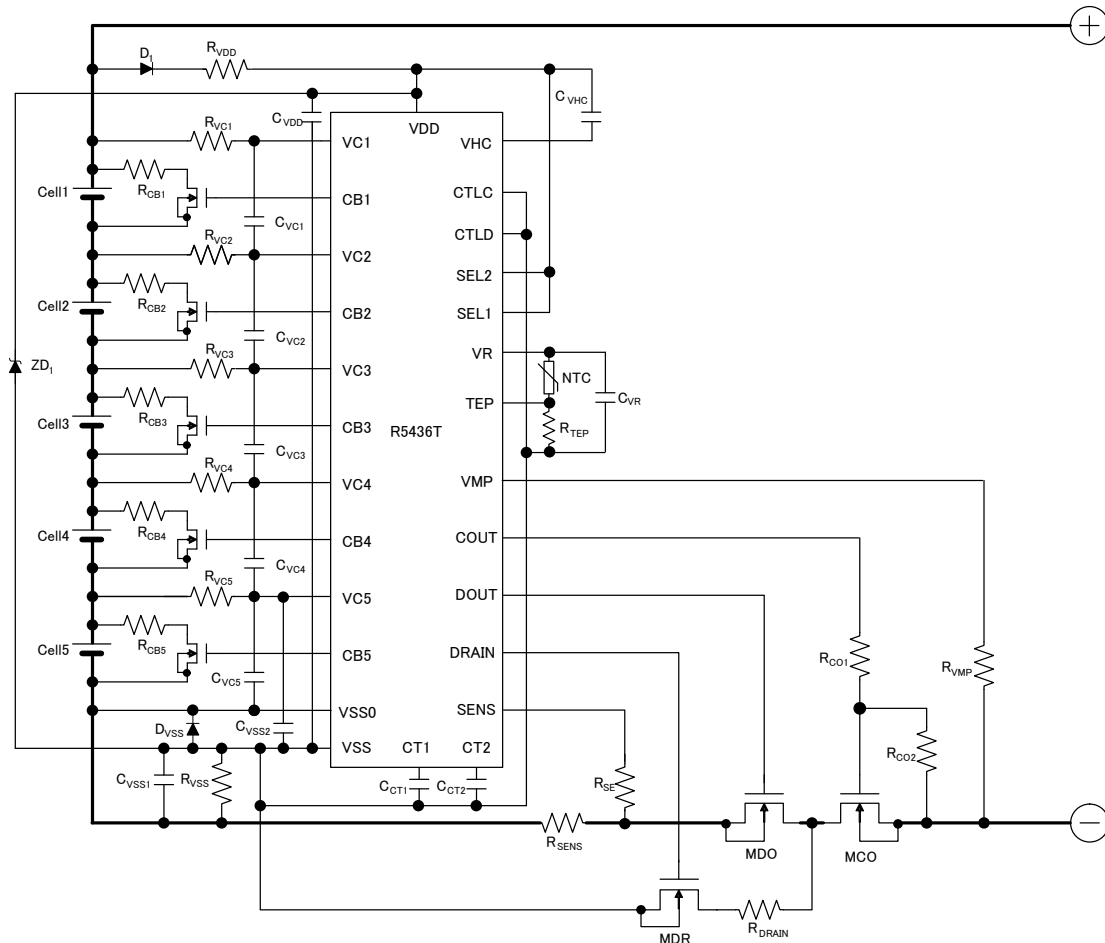 +
D1
RVDD
CVHC
CVDD
VDD
RVC1
VC1
VHC
Cell1
RCB1
CB1
CTLC
CVC1
RVC2
CTLD
VC2
SEL2
Cell2
RCB2
CB2
SEL1
CVC2
RVC3
VR
ZD1
VC3
NTC
CVR
TEP
Cell3
RCB3
CB3
R5436T
RTEP
CVC3
RVC4
VC4
VMP
Cell4
RCB4
CB4
COUT
CVC4
RVC5
VC5
DOUT
Cell5
RCB5
CB5
DRAIN
RCO1
RVMP
CVC5
VSS0
SENS
DVSS
CVSS2
VSS
CT1
CT2
RCO2
CVSS1
RVSS
CCT1
CCT2
RSE
−
RSENS
MDO
MCO
RDRAIN
MDR